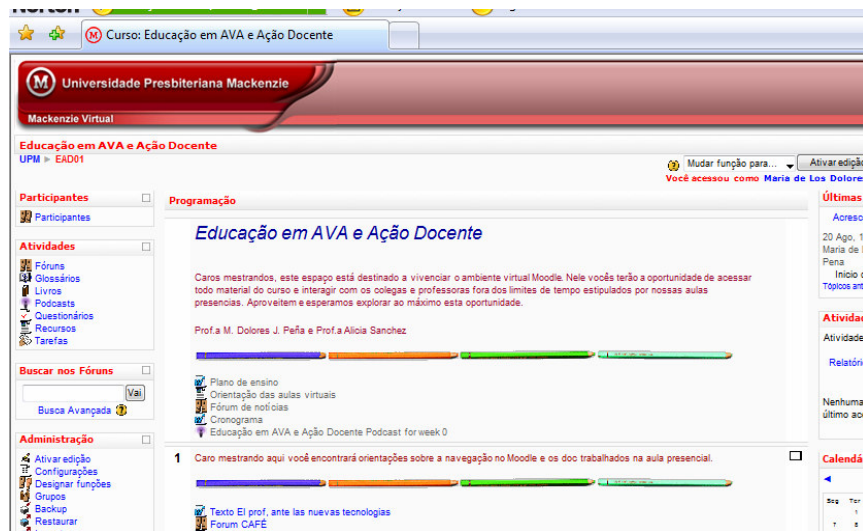 Curso: Educação em AVA e Ação Docente
Universidade Presbiteriana Mackenzie
Mackenzie Virtual
Educação em AVA e Ação Docente
UPM ► EAD01
Mudar função para...
Ativar edição
Você acessou como Maria de Los Dolores
Participantes
Participantes
Atividades
Fóruns
Glossários
Livros
Podcasts
Questionários
Recursos
Tarefas
Buscar nos Fóruns
Vai
Busca Avançada
Administração
Ativar edição
Configurações
Designar funções
Grupos
Backup
Restaurar
Programação
Educação em AVA e Ação Docente
Caros mestrandos, este espaço está destinado a vivenciar o ambiente virtual Moodle. Nele vocês terão a oportunidade de acessar
todo material do curso e interagir com os colegas e professoras fora dos limites de tempo estipulados por nossas aulas
presencias. Aproveitem e esperamos explorar ao máximo esta oportunidade.
Prof.a M. Dolores J. Peña e Prof.a Alicia Sanchez
Plano de ensino
Orientação das aulas virtuais
Fórum de notícias
Cronograma
Educação em AVA e Ação Docente Podcast for week 0
1 Caro mestrando aqui você encontrará orientações sobre a navegação no Moodle e os doc trabalhados na aula presencial.
Texto El prof, ante las nuevas tecnologias
Forum CAFÉ
Últimas
20 Ago, 1
Maria de
Pena
Início
Tópicos ant
Atividade
Relatóri
Nenhuma
último
Calendá
Seg Ter